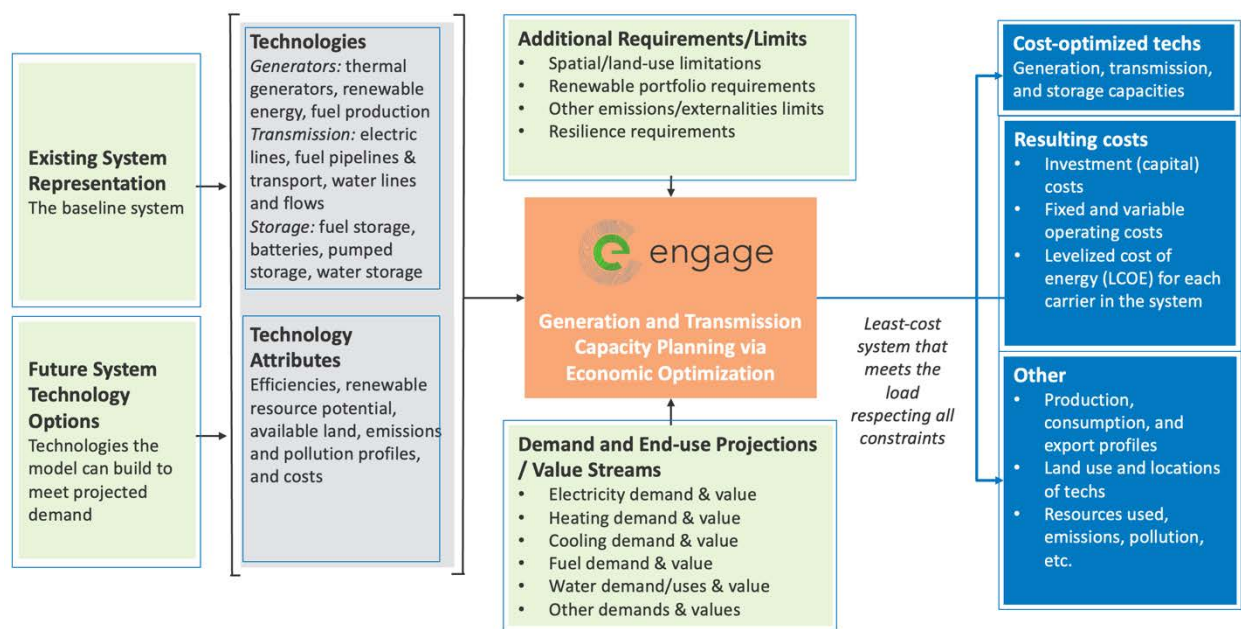 Existing System
Representation
The baseline system
Future System
Technology
Options
Technologies the
model can build to
meet projected
demand
Technologies
Generators: thermal
generators, renewable
energy, fuel production
Transmission: electric
lines, fuel pipelines &
transport, water lines
and flows
Storage: fuel storage,
batteries, pumped
storage, water storage
Technology
Attributes
Efficiencies, renewable
resource potential,
available land, emissions
and pollution profiles,
and costs
Additional Requirements/Limits
• Spatial/land-use limitations
• Renewable portfolio requirements
• Other emissions/externalities limits
• Resilience requirements
e engage
Generation and Transmission
Capacity Planning via
Economic Optimization
Demand and End-use Projections
/ Value Streams
• Electricity demand & value
• Heating demand & value
• Cooling demand & value
• Fuel demand & value
• Water demand/uses & value
• Other demands & values
Least-cost
system that
meets the
load
respecting all
constraints
Cost-optimized techs
Generation, transmission,
and storage capacities
Resulting costs
• Investment (capital)
costs
• Fixed and variable
operating costs
• Levelized cost of
energy (LCOE) for each
carrier in the system
Other
• Production,
consumption, and
export profiles
• Land use and locations
of techs
• Resources used,
emissions, pollution,
etc.